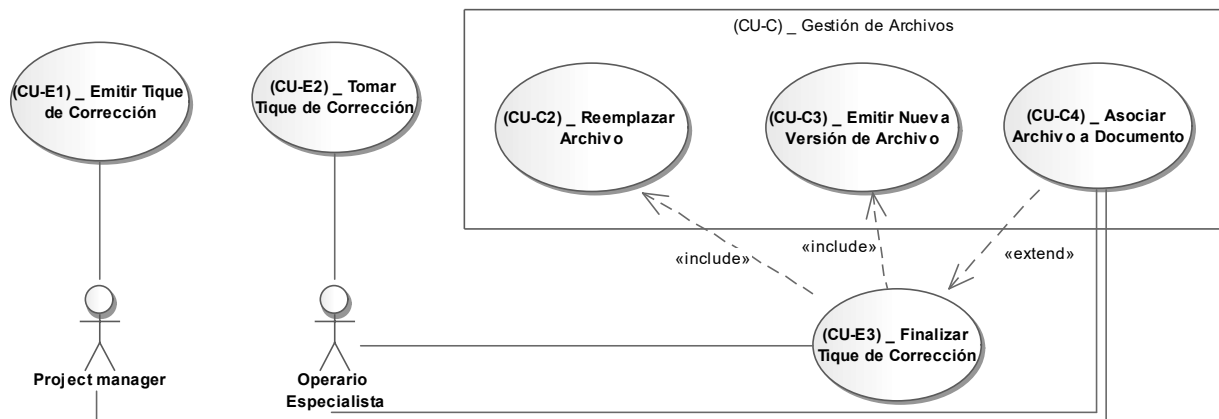 (CU-C) _ Gestión de Archivos
(CU-E1) _ Emitir Tique
de Corrección
(CU-E2) _ Tomar
Tique de Corrección
(CU-C2) _ Reemplazar
Archivo
(CU-C3) _ Emitir Nueva
Versión de Archivo
(CU-C4) _ Asociar
Archivo a Documento
«include»
«include»
«extend»
(CU-E3) _ Finalizar
Tique de Corrección
Project manager
Operario
Especialista